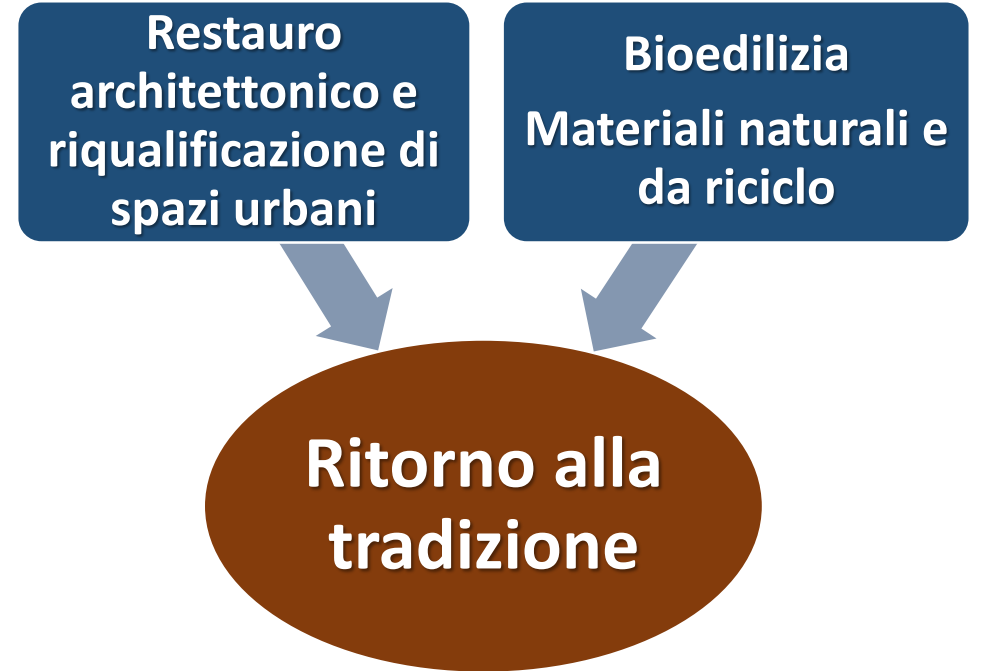 Restauro
architettonico e
riqualificazione di
spazi urbani
Bioedilizia
Materiali naturali e
da riciclo
Ritorno alla
tradizione